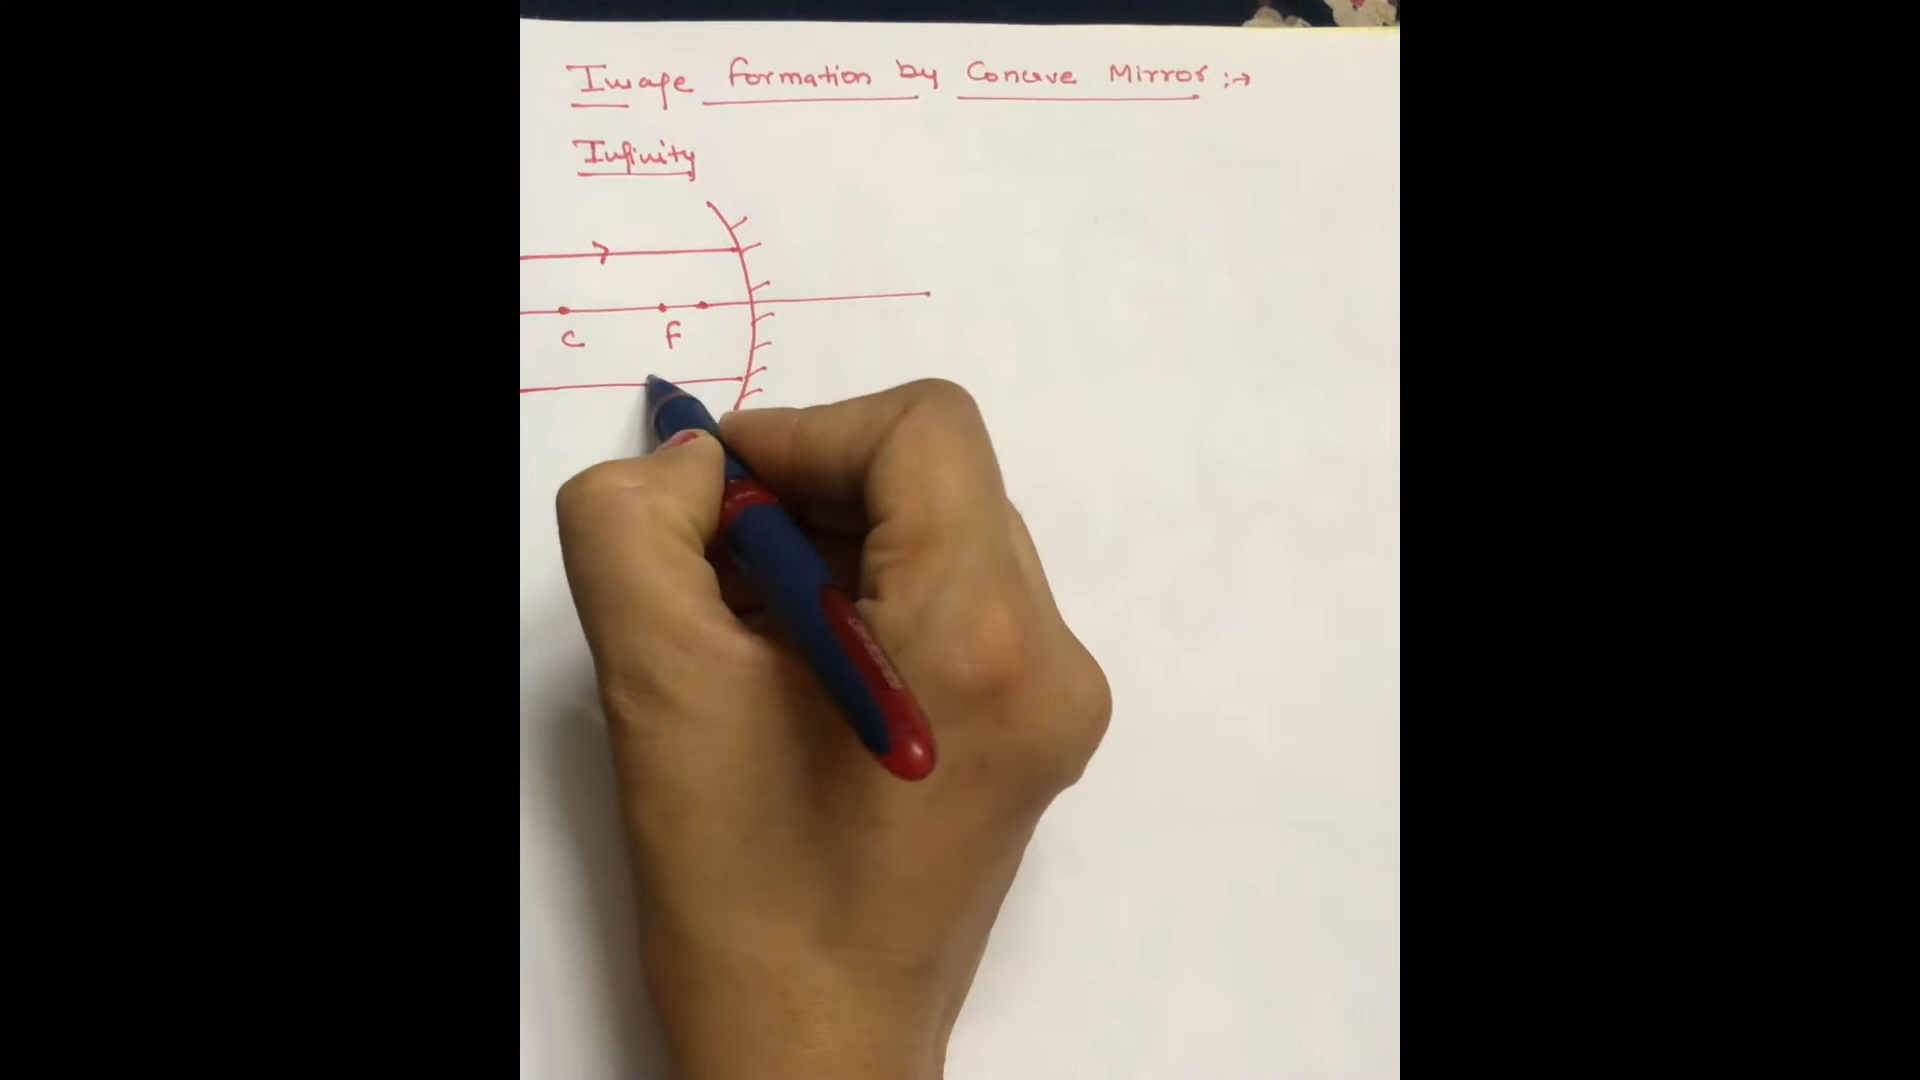 Image formation by Concave Mirror :→
Infinity
C F